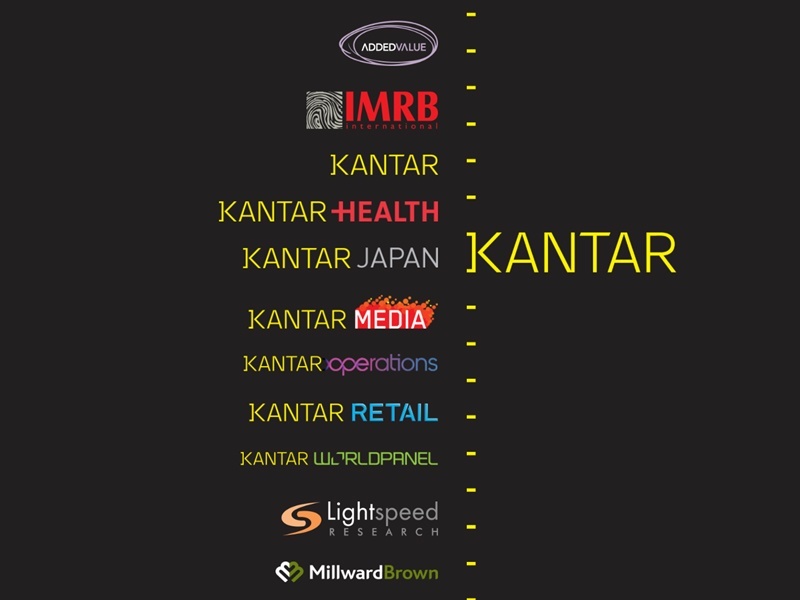 ADDEDVALUE
IMRB
international
KANTAR
KANTAR HEALTH
KANTAR JAPAN
KANTAR MEDIA
KANTAR operations
KANTAR RETAIL
KANTAR WORLDPANEL
Lightspeed
RESEARCH
MillwardBrown
KANTAR